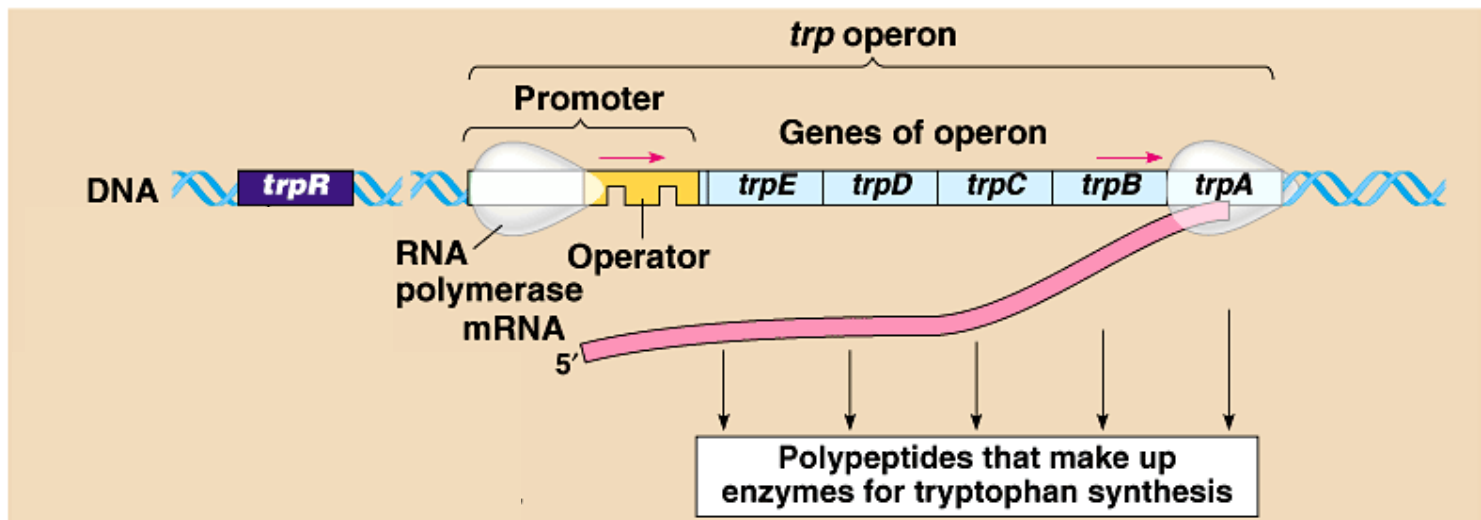 trp operon
Promoter
Genes of operon
DNA
trpR
trpE
trpD
trpC
trpB
trpA
RNA
polymerase
Operator
mRNA
5′
Polypeptides that make up
enzymes for tryptophan synthesis